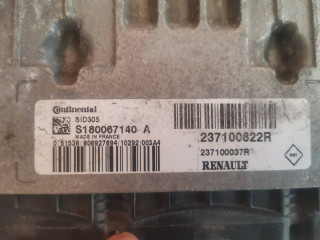 Continental
SID305
S180067140 A
MADE IN FRANCE
237100822R
237100037R
RENAULT